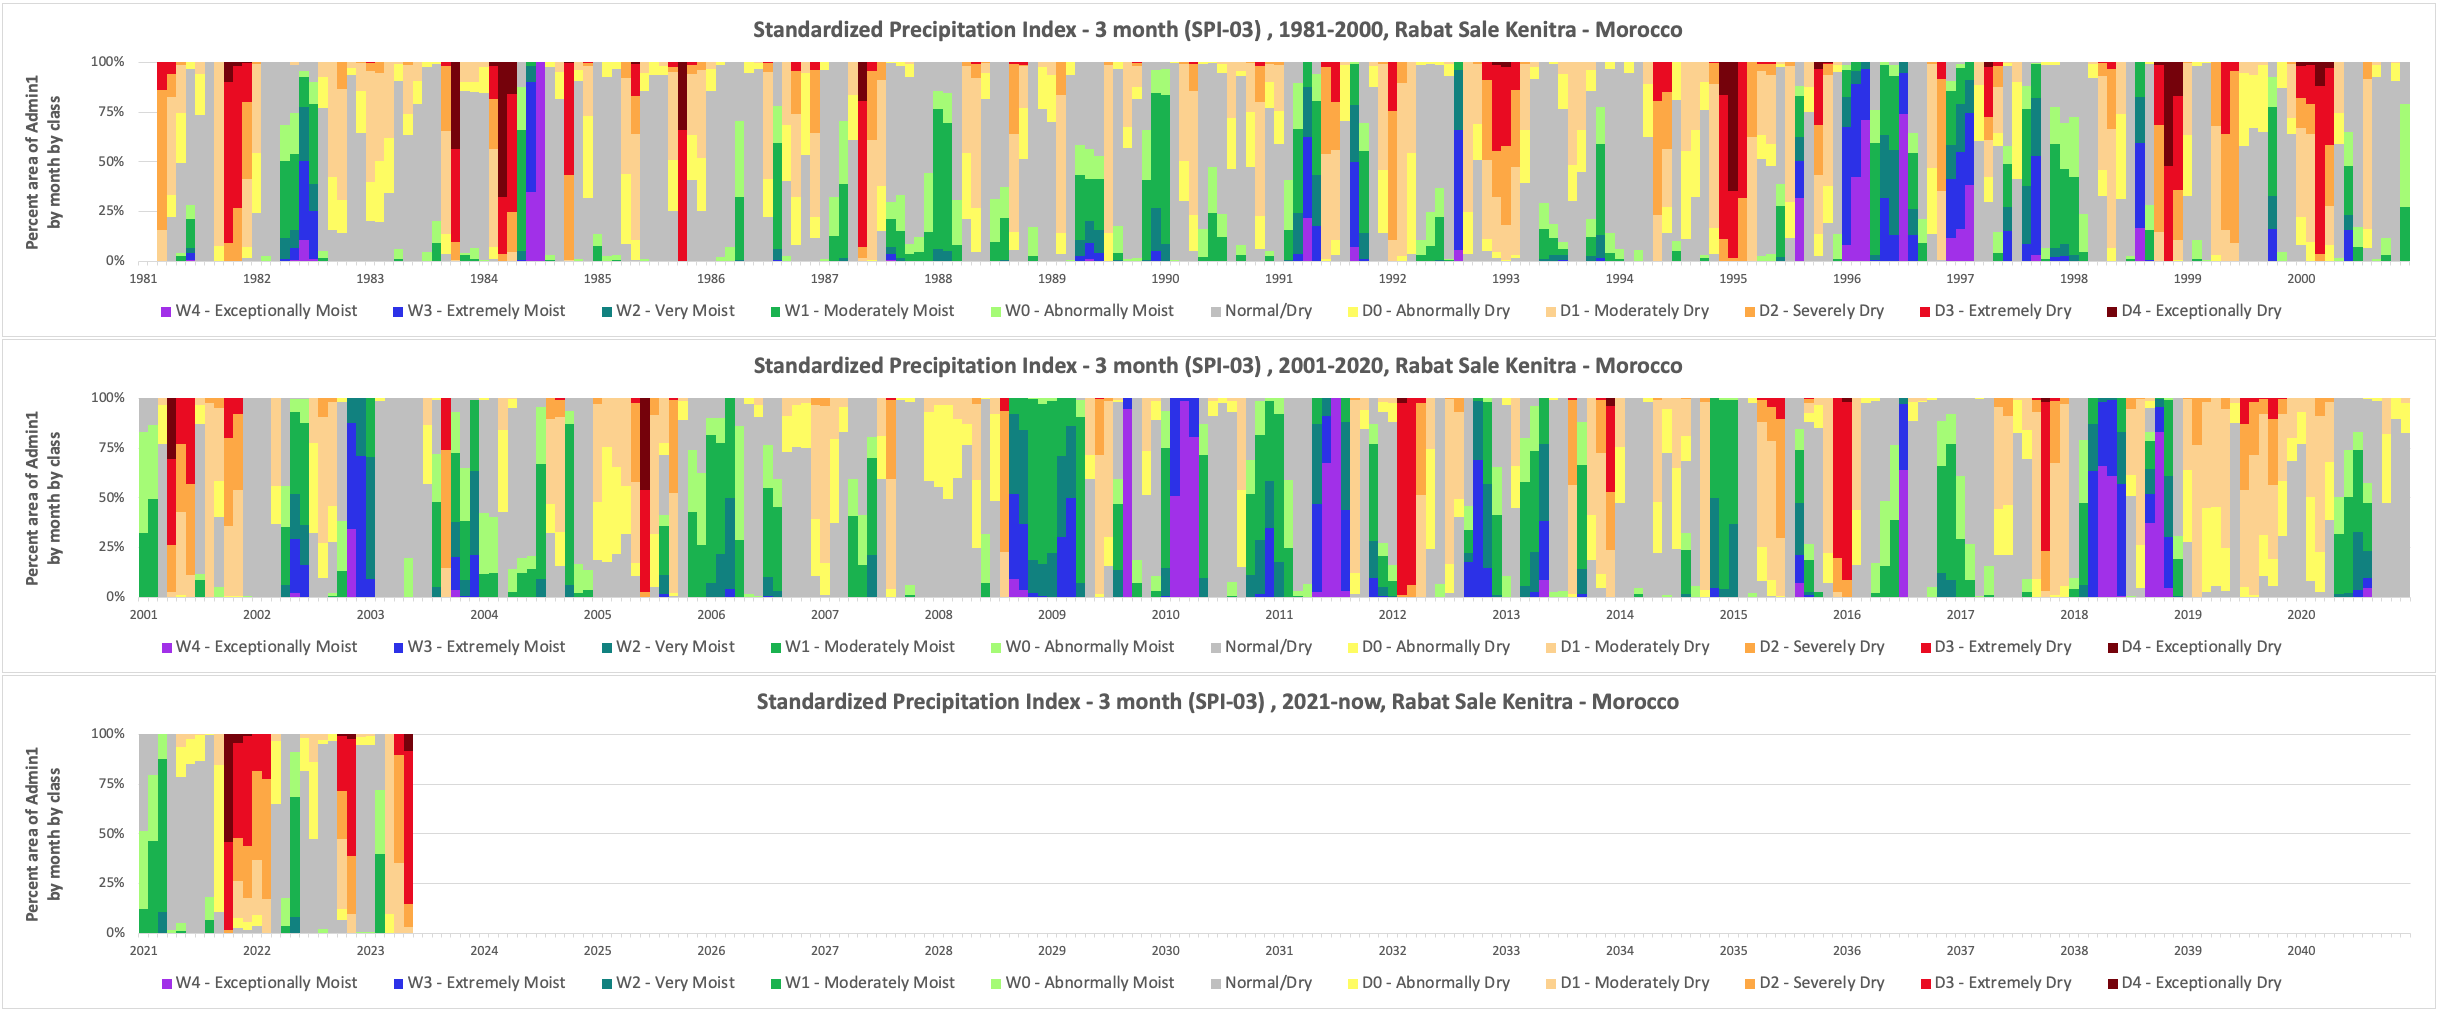 Standardized Precipitation Index - 3 month (SPI-03) , 1981-2000, Rabat Sale Kenitra - Morocco
Percent area of Admin1
by month by class
100%
75%
50%
25%
0%
1981 1982 1983 1984 1985 1986 1987 1988 1989 1990 1991 1992 1993 1994 1995 1996 1997 1998 1999 2000
W4 - Exceptionally Moist W3 - Extremely Moist W2 - Very Moist W1 - Moderately Moist W0 - Abnormally Moist Normal/Dry D0 - Abnormally Dry D1 - Moderately Dry D2 - Severely Dry D3 - Extremely Dry D4 - Exceptionally Dry
Standardized Precipitation Index - 3 month (SPI-03) , 2001-2020, Rabat Sale Kenitra - Morocco
Percent area of Admin1
by month by class
100%
75%
50%
25%
0%
2001 2002 2003 2004 2005 2006 2007 2008 2009 2010 2011 2012 2013 2014 2015 2016 2017 2018 2019 2020
W4 - Exceptionally Moist W3 - Extremely Moist W2 - Very Moist W1 - Moderately Moist W0 - Abnormally Moist Normal/Dry D0 - Abnormally Dry D1 - Moderately Dry D2 - Severely Dry D3 - Extremely Dry D4 - Exceptionally Dry
Standardized Precipitation Index - 3 month (SPI-03) , 2021-now, Rabat Sale Kenitra - Morocco
Percent area of Admin1
by month by class
100%
75%
50%
25%
0%
2021 2022 2023 2024 2025 2026 2027 2028 2029 2030 2031 2032 2033 2034 2035 2036 2037 2038 2039 2040
W4 - Exceptionally Moist W3 - Extremely Moist W2 - Very Moist W1 - Moderately Moist W0 - Abnormally Moist Normal/Dry D0 - Abnormally Dry D1 - Moderately Dry D2 - Severely Dry D3 - Extremely Dry D4 - Exceptionally Dry